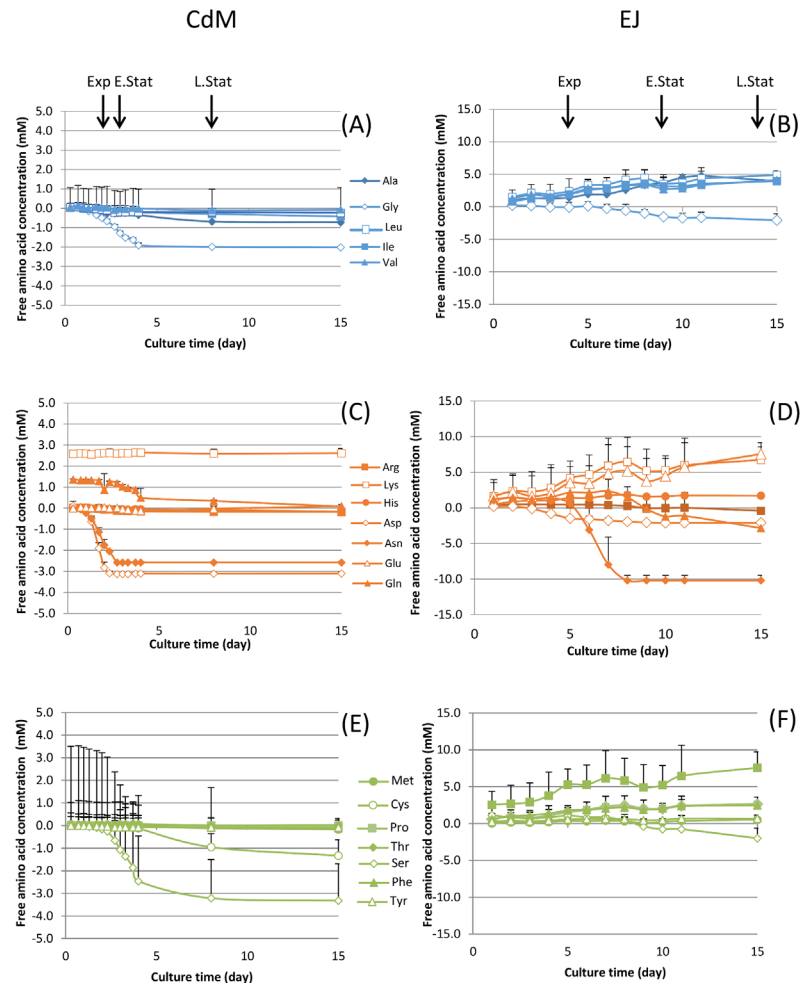 CdM EJ
Exp E.Stat L.Stat
Exp E.Stat L.Stat
(A)
Free amino acid concentration (mM)
5.0
4.0
3.0
2.0
1.0
0.0
-1.0
-2.0
-3.0
-4.0
-5.0
0 5 10 15
Culture time (day)
Ala
Gly
Leu
Ile
Val
(B)
Free amino acid concentration (mM)
15.0
10.0
5.0
0.0
-5.0
-10.0
-15.0
0 5 10 15
Culture time (day)
(C)
Free amino acid concentration (mM)
5.0
4.0
3.0
2.0
1.0
0.0
-1.0
-2.0
-3.0
-4.0
-5.0
0 5 10 15
Culture time (day)
Arg
Lys
His
Asp
Asn
Glu
Gln
(D)
Free amino acid concentration (mM)
15.0
10.0
5.0
0.0
-5.0
-10.0
-15.0
0 5 10 15
Culture time (day)
(E)
Free amino acid concentration (mM)
5.0
4.0
3.0
2.0
1.0
0.0
-1.0
-2.0
-3.0
-4.0
-5.0
0 5 10 15
Culture time (day)
Met
Cys
Pro
Thr
Ser
Phe
Tyr
(F)
Free amino acid concentration (mM)
15.0
10.0
5.0
0.0
-5.0
-10.0
-15.0
0 5 10 15
Culture time (day)